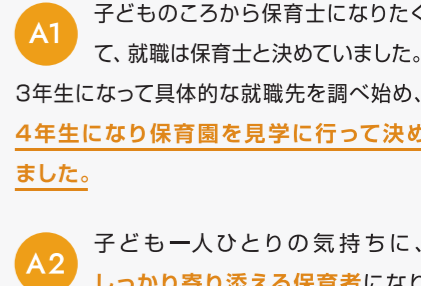 A1
子どものころから保育士になりたく
て、就職は保育士と決めていました。
3年生になって具体的な就職先を調べ始め、
4年生になり保育園を見学に行って決め
ました。
A2
子ども一人ひとりの気持ちに、
しっかり寄り添える保育者になり